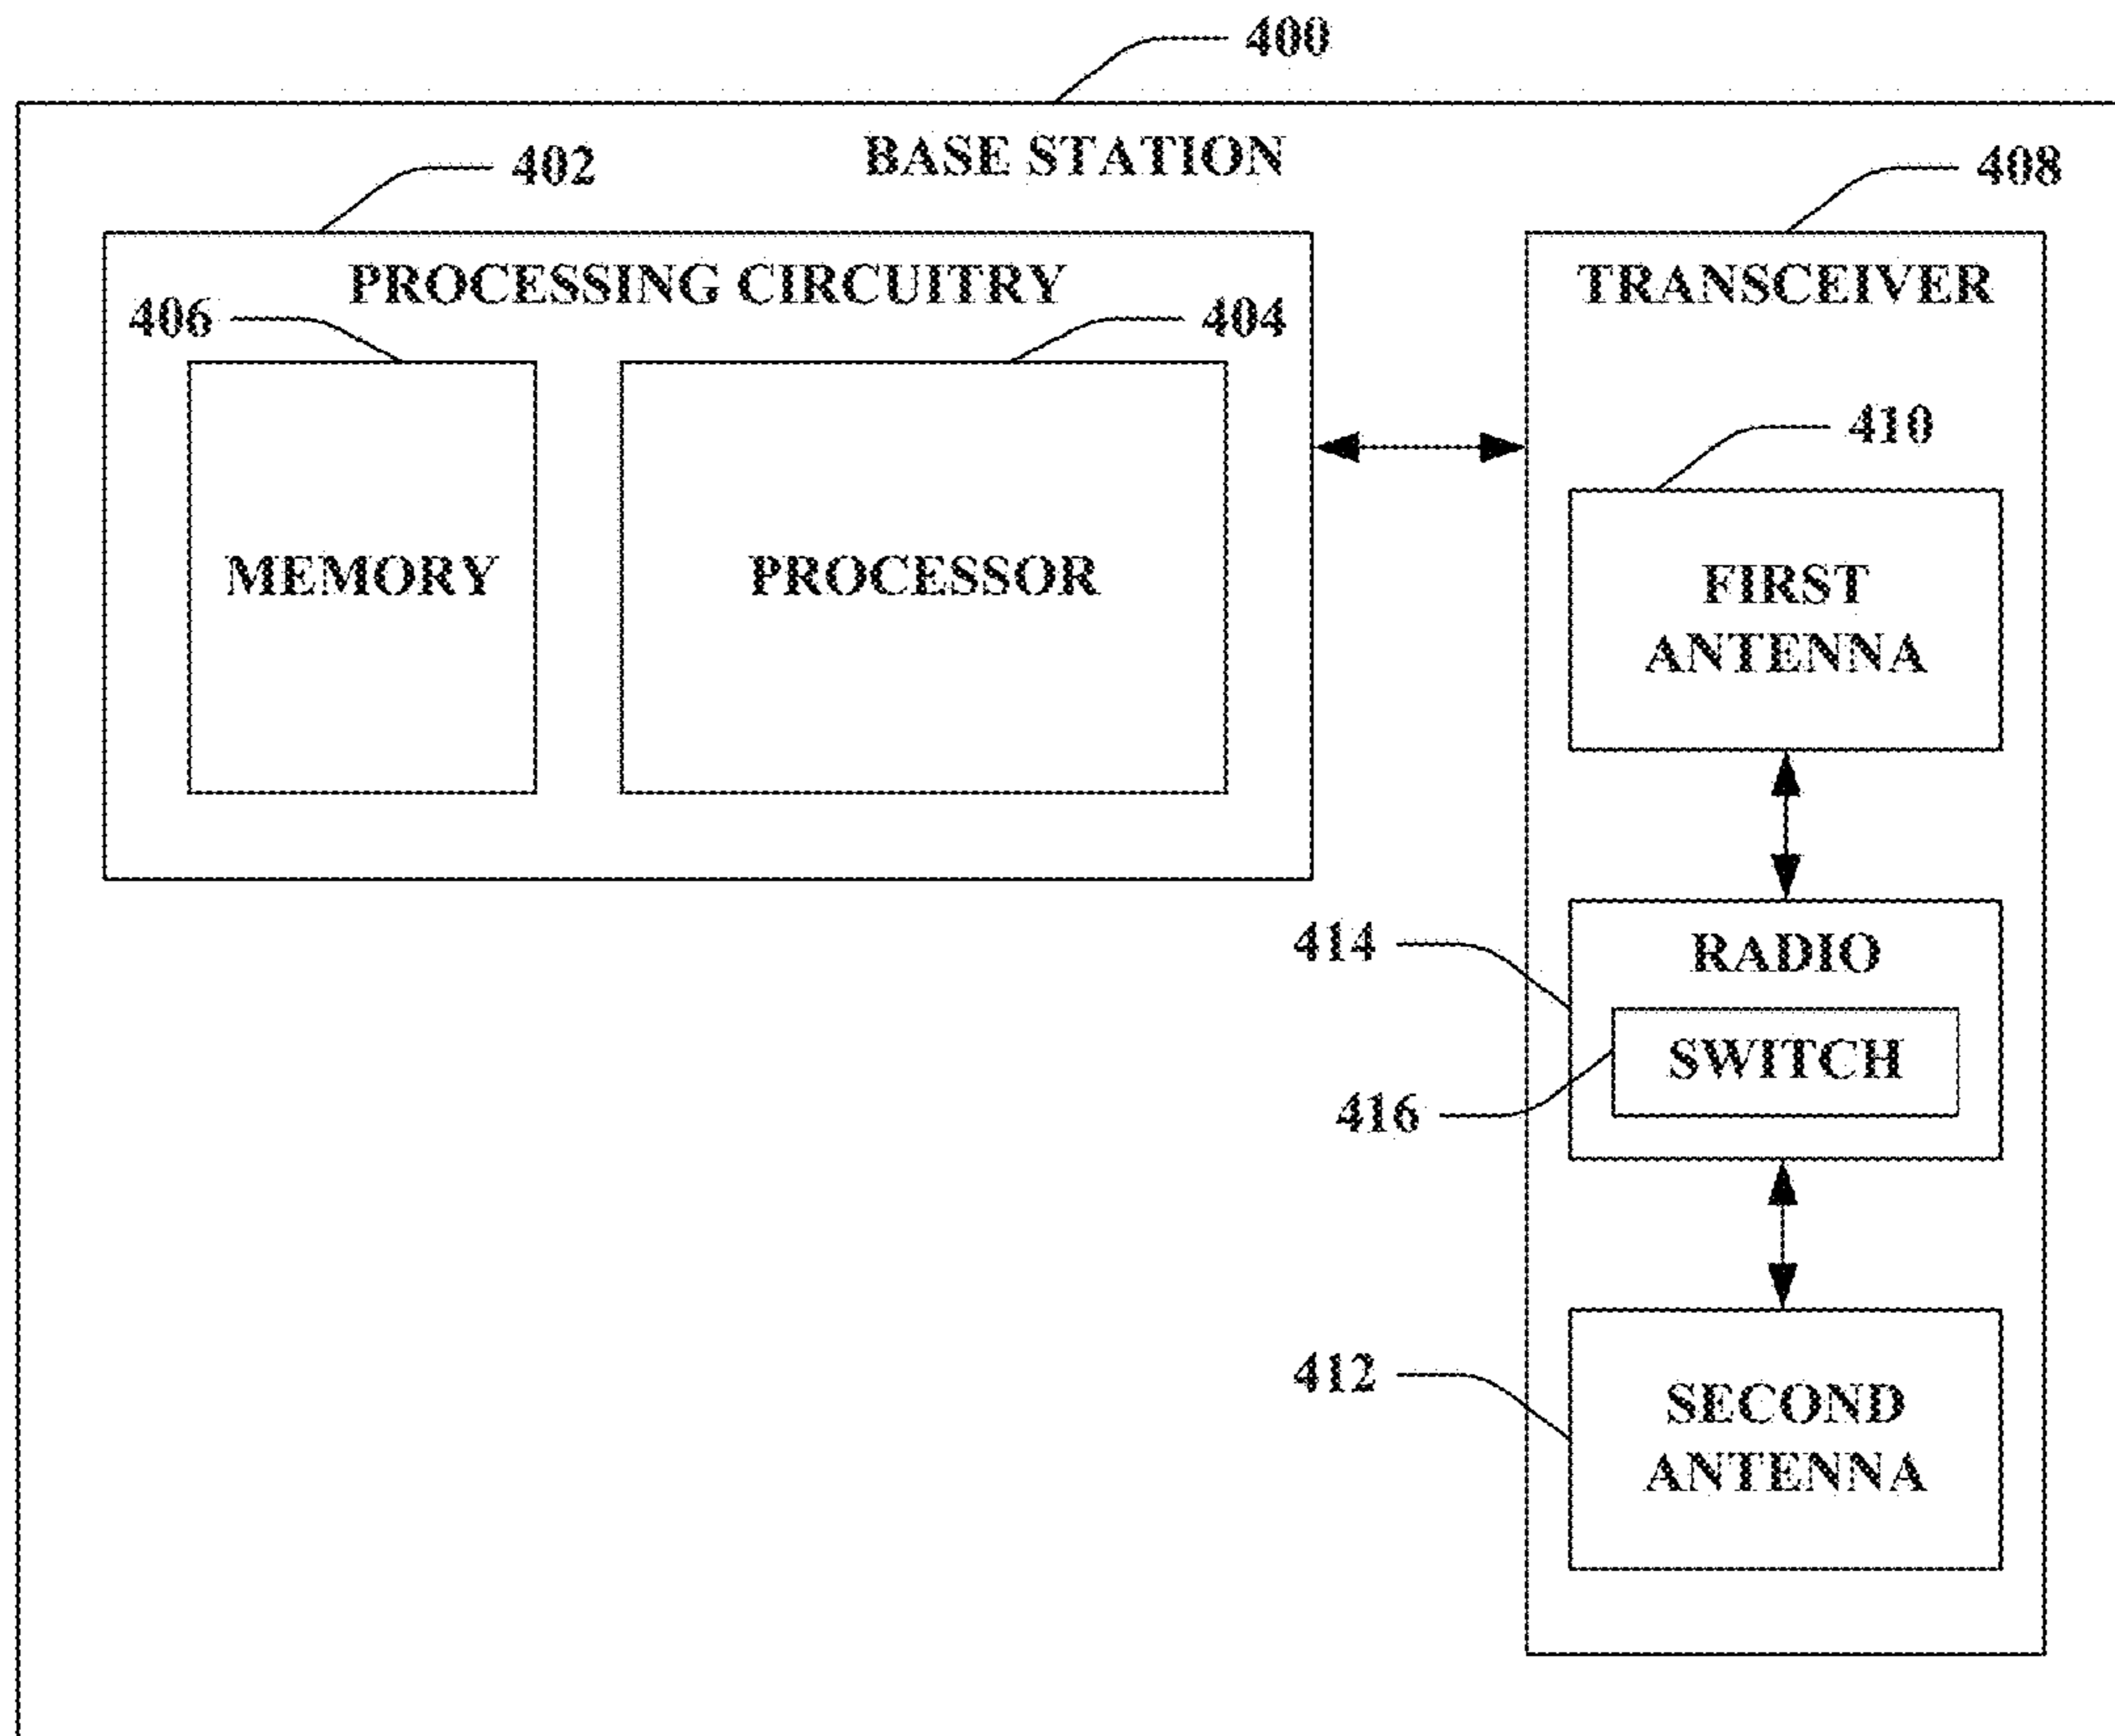 400
BASE STATION
402
408
PROCESSING CIRCUITRY
TRANSCEIVER
406
404
410
MEMORY
PROCESSOR
FIRST
ANTENNA
414
RADIO
SWITCH
416
412
SECOND
ANTENNA